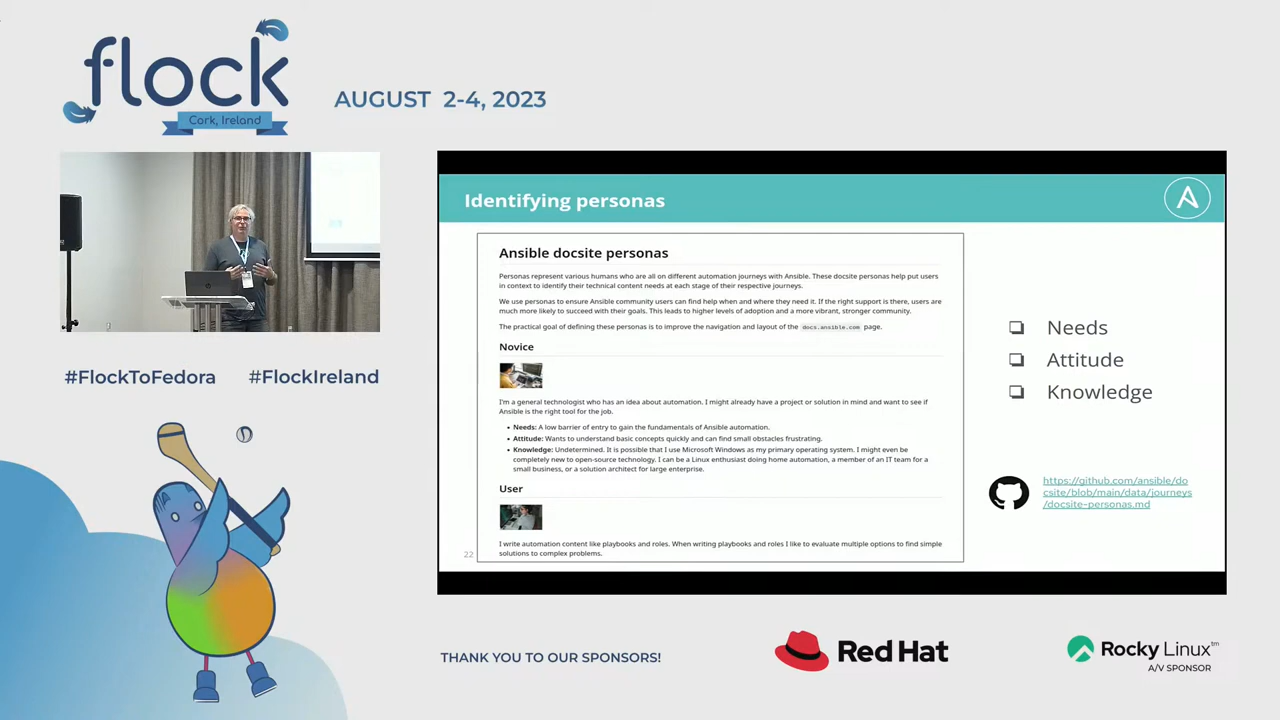 flock
Cork, Ireland
AUGUST 2-4, 2023
#FlockToFedora #FlockIreland
Identifying personas
A
Ansible docsite personas
Personas represent various humans who are all on different automation journeys with Ansible. These docsite personas help put users
in context to identify their technical content needs at each stage of their respective journeys.
We use personas to ensure Ansible community users can find help when and where they need it. If the right support is there, users are
much more likely to succeed with their goals. This leads to higher levels of adoption and a more vibrant, stronger community.
The practical goal of defining these personas is to improve the navigation and layout of the docs.ansible.com page.
Novice
I'm a general technologist who has an idea about automation. I might already have a project or solution in mind and want to see if
Ansible is the right tool for the job.
• Needs: A low barrier of entry to gain the fundamentals of Ansible automation.
• Attitude: Wants to understand basic concepts quickly and can find small obstacles frustrating.
• Knowledge: Undetermined. It is possible that I use Microsoft Windows as my primary operating system. I might even be
completely new to open-source technology. I can be a Linux enthusiast doing home automation, a member of an IT team for a
small business, or a solution architect for large enterprise.
User
I write automation content like playbooks and roles. When writing playbooks and roles I like to evaluate multiple options to find simple
solutions to complex problems.
22
Needs
Attitude
Knowledge
https://github.com/ansible/do
csite/blob/main/data/journeys
/docsite-personas.md
THANK YOU TO OUR SPONSORS!
Red Hat
Rocky Linux™
A/V SPONSOR